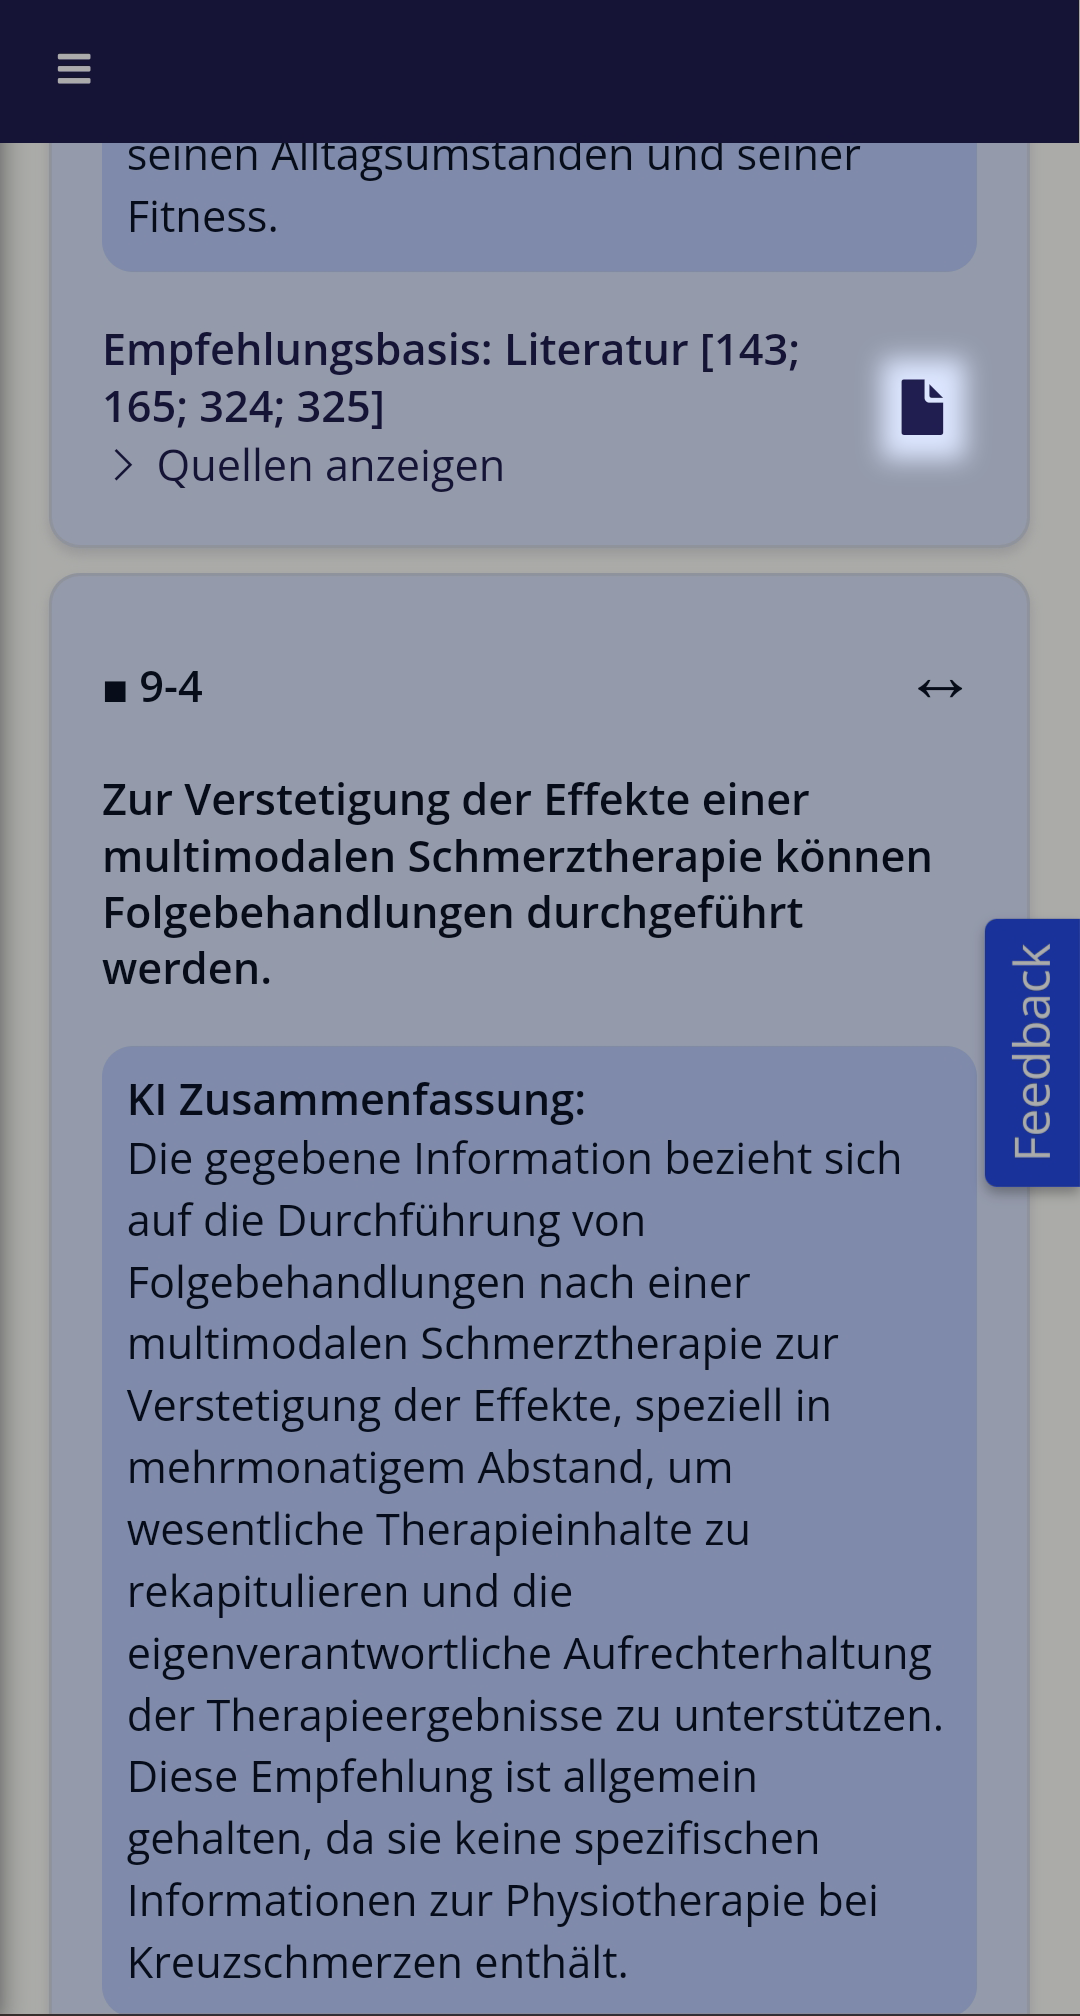 seinen Alltagsumständen und seiner
Fitness.
Empfehlungsbasis: Literatur [143;
165; 324; 325]
Quellen anzeigen
■ 9-4
↔
Zur Verstetigung der Effekte einer
multimodalen Schmerztherapie können
Folgebehandlungen durchgeführt
werden.
Feedback
KI Zusammenfassung:
Die gegebene Information bezieht sich
auf die Durchführung von
Folgebehandlungen nach einer
multimodalen Schmerztherapie zur
Verstetigung der Effekte, speziell in
mehrmonatigem Abstand, um
wesentliche Therapieinhalte zu
rekapitulieren und die
eigenverantwortliche Aufrechterhaltung
der Therapieergebnisse zu unterstützen.
Diese Empfehlung ist allgemein
gehalten, da sie keine spezifischen
Informationen zur Physiotherapie bei
Kreuzschmerzen enthält.